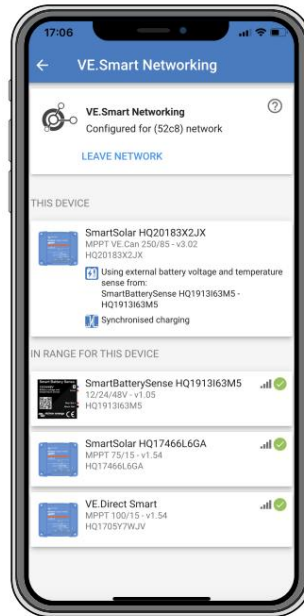 17:06
VE.Smart Networking
VE.Smart Networking
Configured for (52c8) network
LEAVE NETWORK
THIS DEVICE
SmartSolar HQ20183X2JX
MPPT VE.Can 250/85 - v3.02
HQ20183X2JX
Using external battery voltage and temperature
sense from:
SmartBatterySense HQ1913I63M5 -
HQ1913I63M5
Synchronised charging
IN RANGE FOR THIS DEVICE
SmartBatterySense HQ1913I63M5
12/24/48V - v1.05
HQ1913I63M5
SmartSolar HQ17466L6GA
MPPT 75/15 - v1.54
HQ17466L6GA
VE.Direct Smart
MPPT 100/15 - v1.54
HQ1705Y7WJV